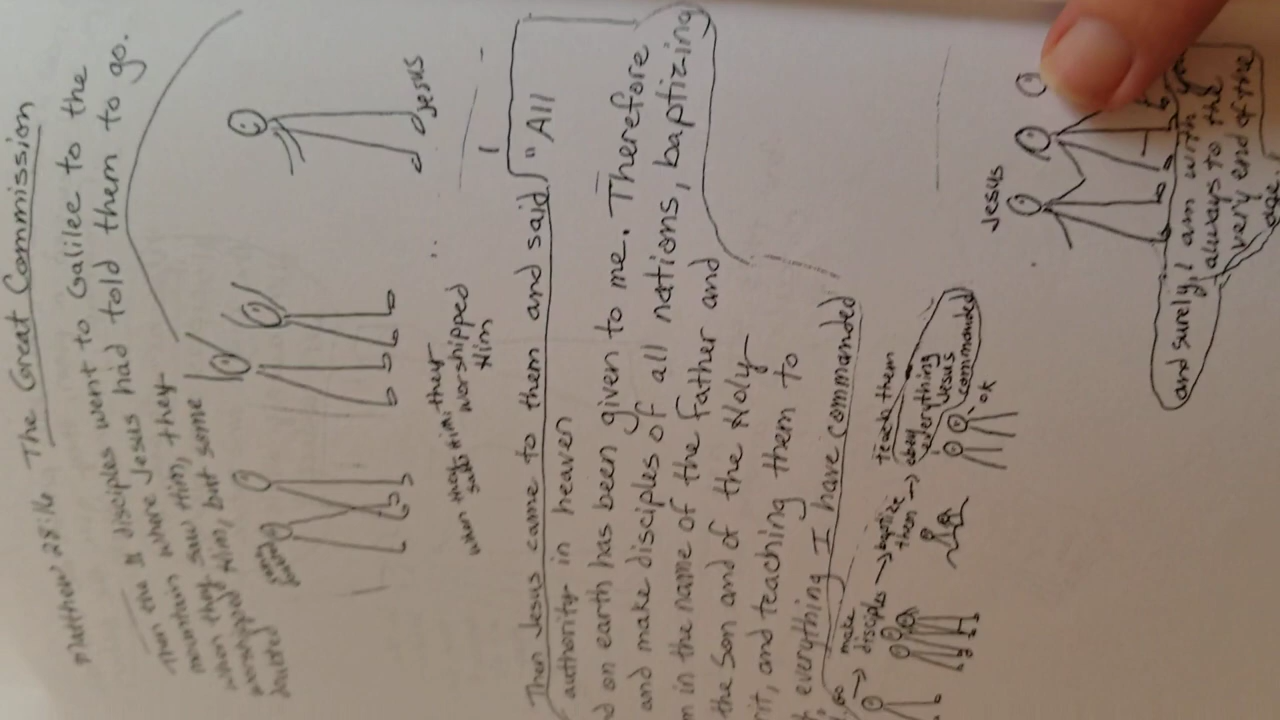 Matthew 28:16 The Great Commission
Then the 11 disciples went to Galilee to the
mountain where Jesus had told them to go.
When they saw Him, they
worshipped Him, but some
doubted
some
Jesus
when they
saw Him, they
worshipped
Him
Then Jesus came to them and said, "All
authority in heaven
on earth has been given to me. Therefore
and make disciples of all nations, baptizing
in the name of the Father and
the Son and of the Holy
and teaching them to
everything I have commanded
Go → make
disciples → baptize
them → Teach them
obey
everything
Jesus
commanded
ok
Jesus
and surely, I am with you
always to the
very end of the
age.